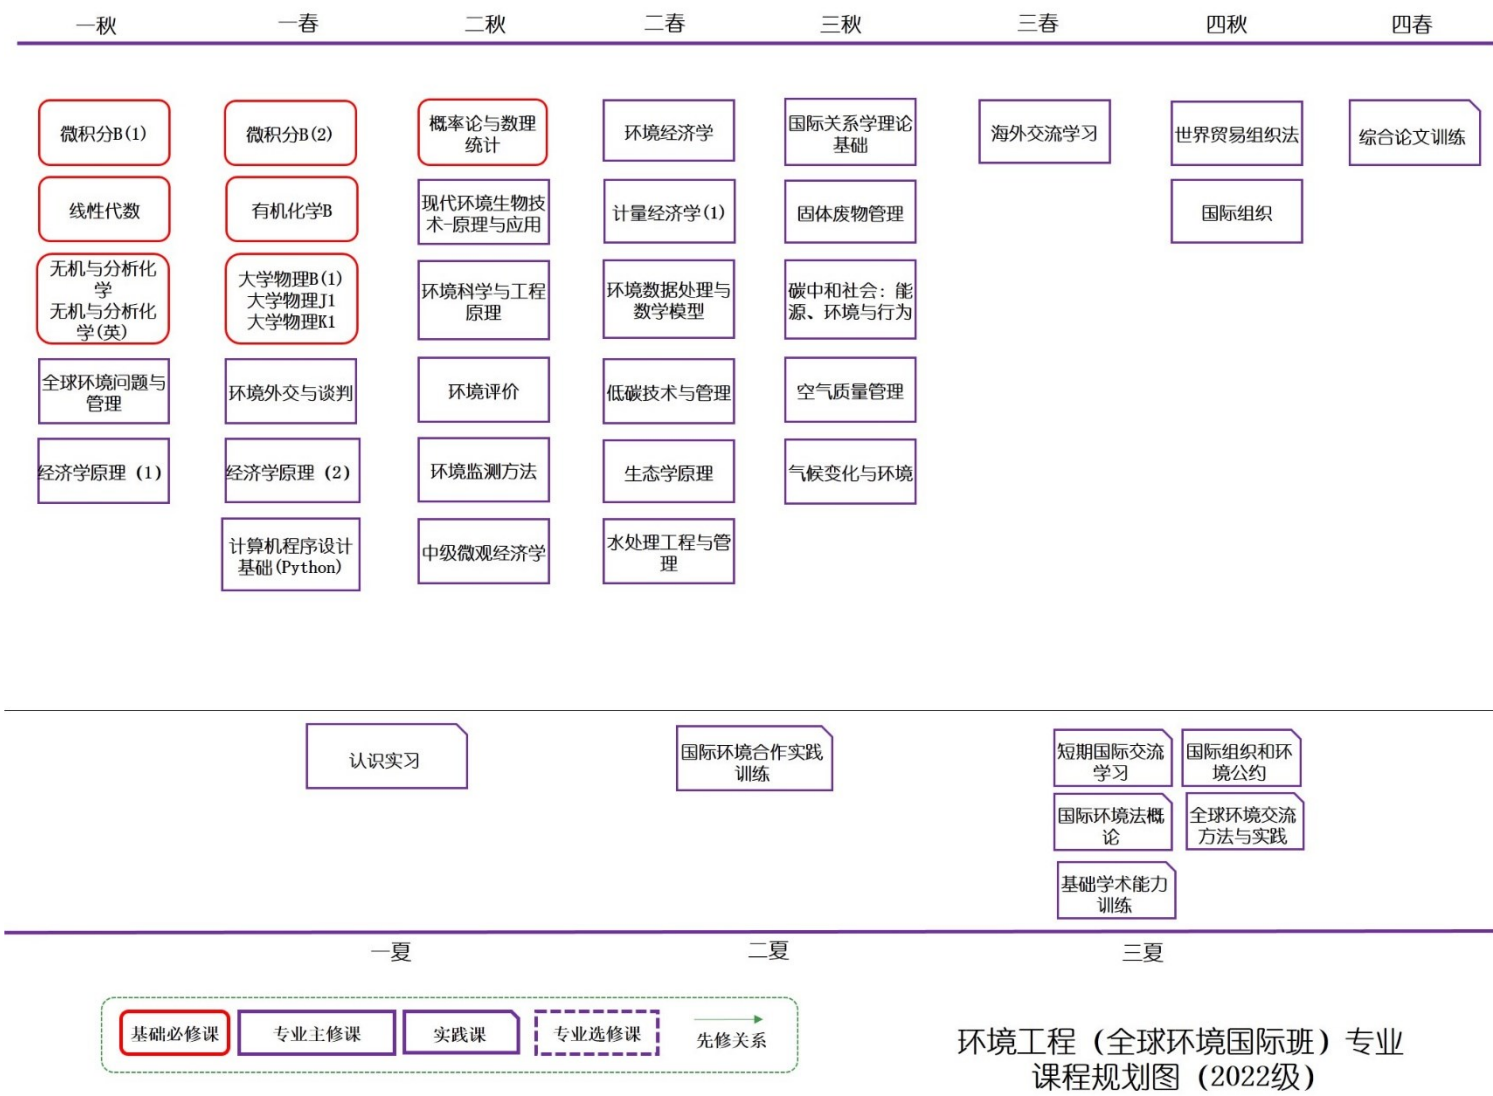 一秋
一春
二秋
二春
三秋
三春
四秋
四春
微积分B(1)
微积分B(2)
概率论与数理
统计
环境经济学
国际关系学理论
基础
海外交流学习
世界贸易组织法
综合论文训练
线性代数
有机化学B
现代环境生物技
术-原理与应用
计量经济学(1)
固体废物管理
国际组织
无机与分析化
学
无机与分析化
学(英)
大学物理B(1)
大学物理J1
大学物理K1
环境科学与工程
原理
环境数据处理与
数学模型
碳中和社会：能
源、环境与行为
全球环境问题与
管理
环境外交与谈判
环境评价
低碳技术与管理
空气质量管理
经济学原理（1）
经济学原理（2）
环境监测方法
生态学原理
气候变化与环境
计算机程序设计
基础(Python)
中级微观经济学
水处理工程与管
理
认识实习
国际环境合作实践
训练
短期国际交流
学习
国际组织和环
境公约
国际环境法概
论
全球环境交流
方法与实践
基础学术能力
训练
一夏
二夏
三夏
基础必修课
专业主修课
实践课
专业选修课
先修关系
环境工程（全球环境国际班）专业
课程规划图（2022级）